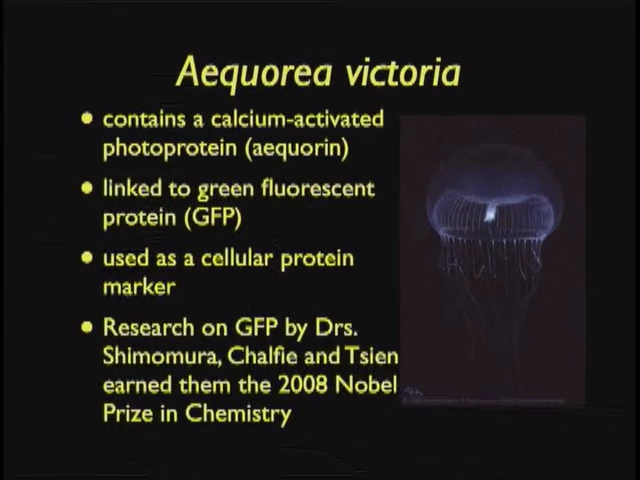 Aequorea victoria
• contains a calcium-activated
photoprotein (aequorin)
• linked to green fluorescent
protein (GFP)
• used as a cellular protein
marker
• Research on GFP by Drs.
Shimomura, Chalfie and Tsien
earned them the 2008 Nobel
Prize in Chemistry